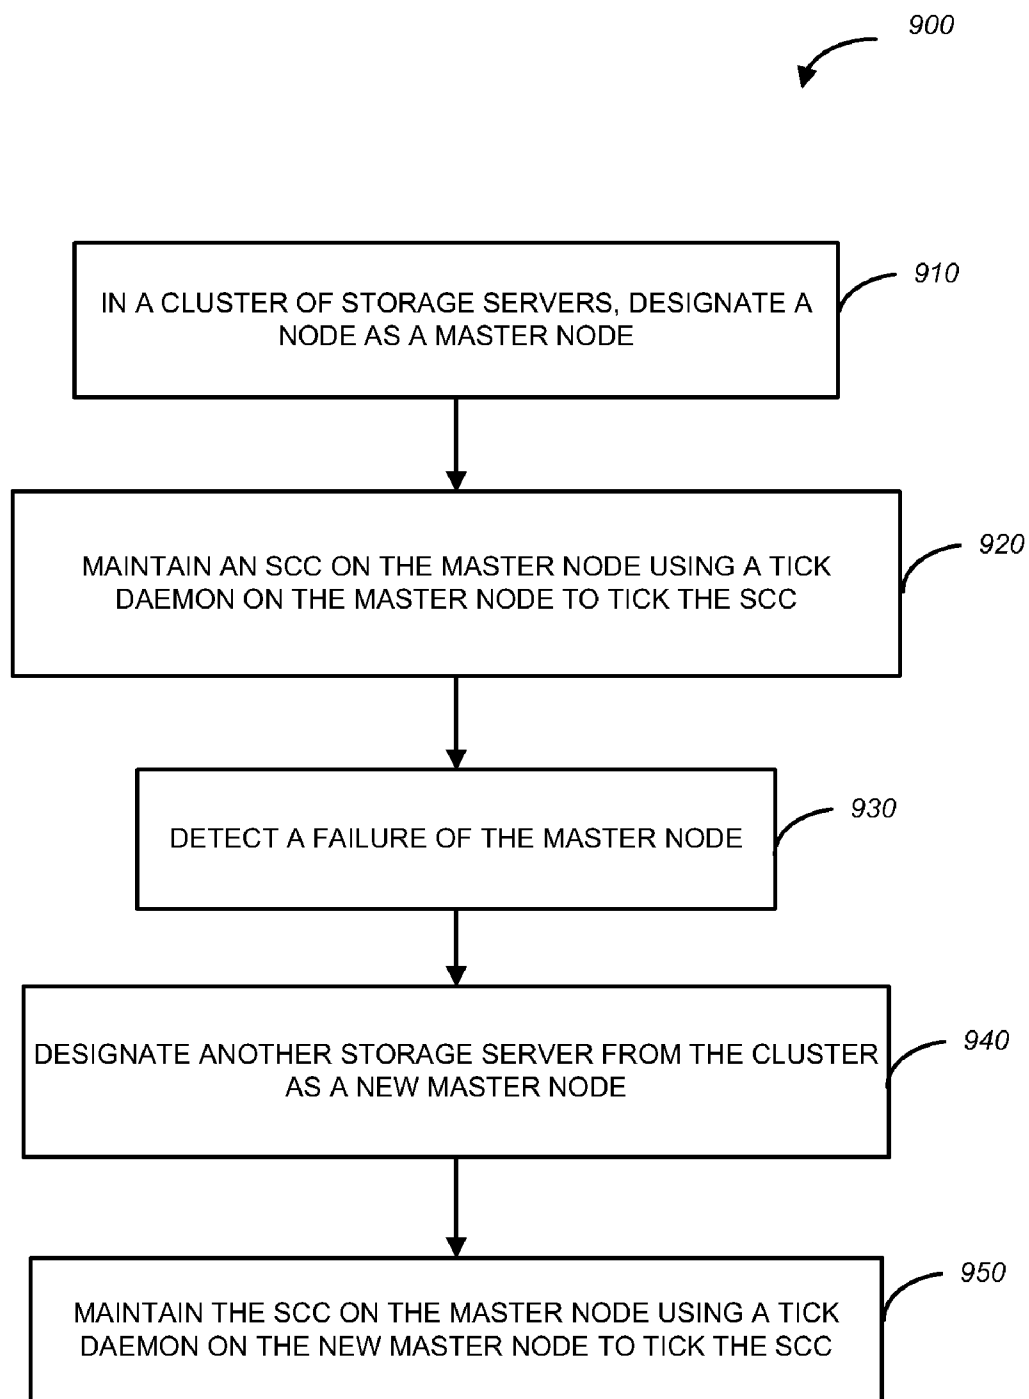 900
910
IN A CLUSTER OF STORAGE SERVERS, DESIGNATE A
NODE AS A MASTER NODE
920
MAINTAIN AN SCC ON THE MASTER NODE USING A TICK
DAEMON ON THE MASTER NODE TO TICK THE SCC
930
DETECT A FAILURE OF THE MASTER NODE
940
DESIGNATE ANOTHER STORAGE SERVER FROM THE CLUSTER
AS A NEW MASTER NODE
950
MAINTAIN THE SCC ON THE MASTER NODE USING A TICK
DAEMON ON THE NEW MASTER NODE TO TICK THE SCC